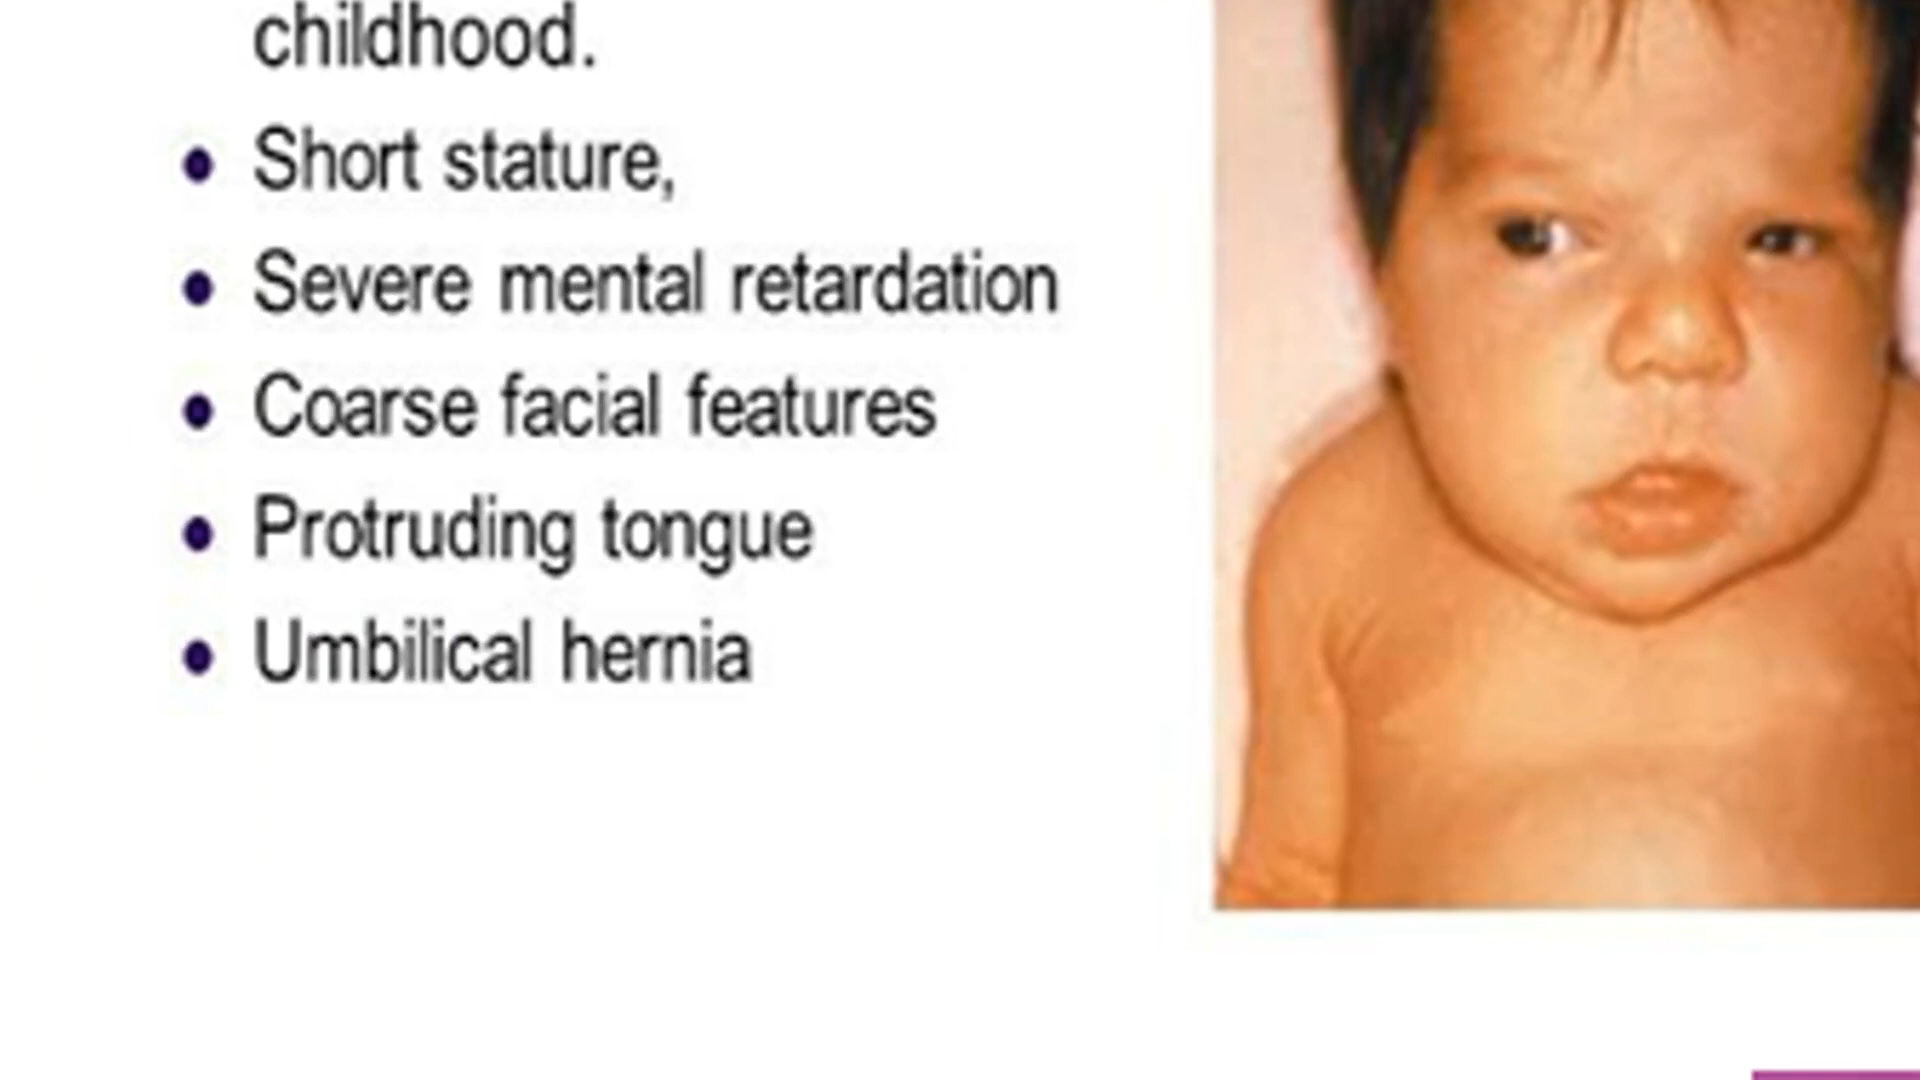 childhood.
• Short stature,
• Severe mental retardation
• Coarse facial features
• Protruding tongue
• Umbilical hernia